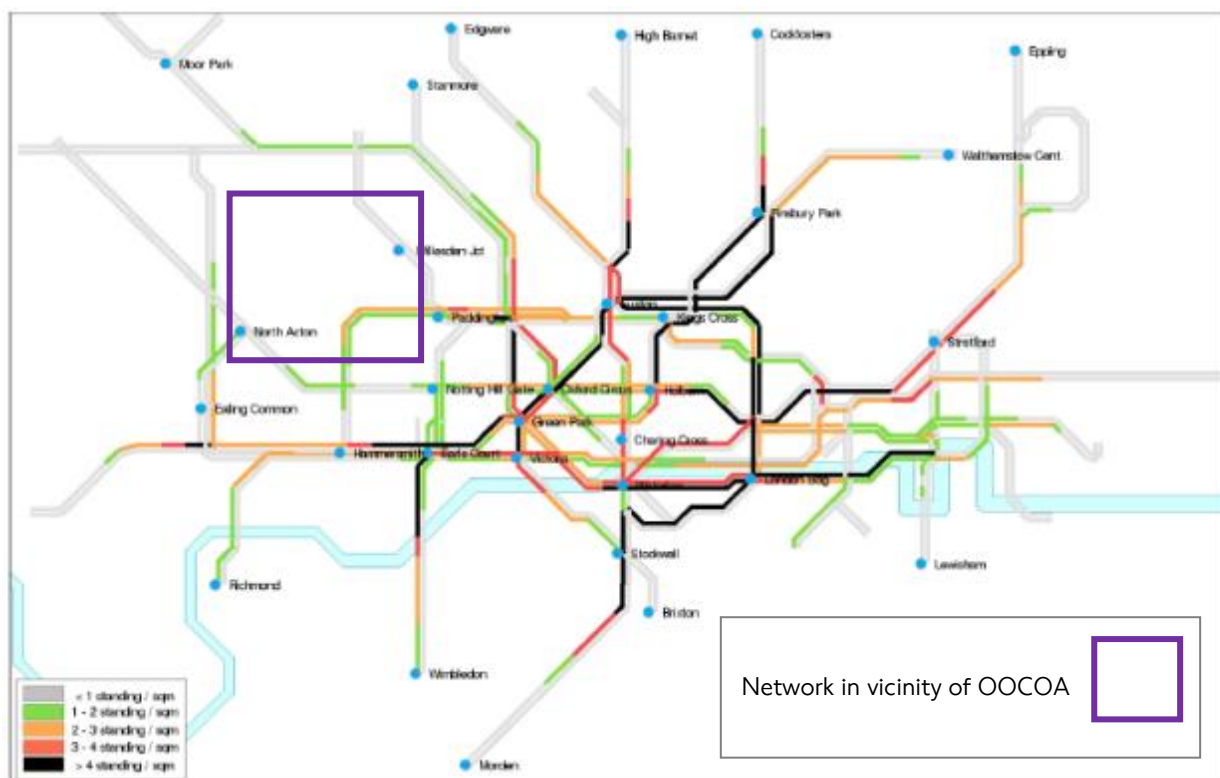 Edgware
High Barnet
Cockfosters
Epping
Moor Park
Stanmore
Walthamstow Cent
Finsbury Park
Willesden Jct
Euston
Paddington
Kings Cross
North Acton
Stratford
Notting Hill Gate
Oxford Circus
Holborn
Ealing Common
Green Park
Charing Cross
Hammersmith
Earls Court
Victoria
Waterloo
London Bdg
Stockwell
Lewisham
Richmond
Brixton
Wimbledon
Morden
Network in vicinity of OOCOA
< 1 standing / sqm
1 - 2 standing / sqm
2 - 3 standing / sqm
3 - 4 standing / sqm
> 4 standing / sqm